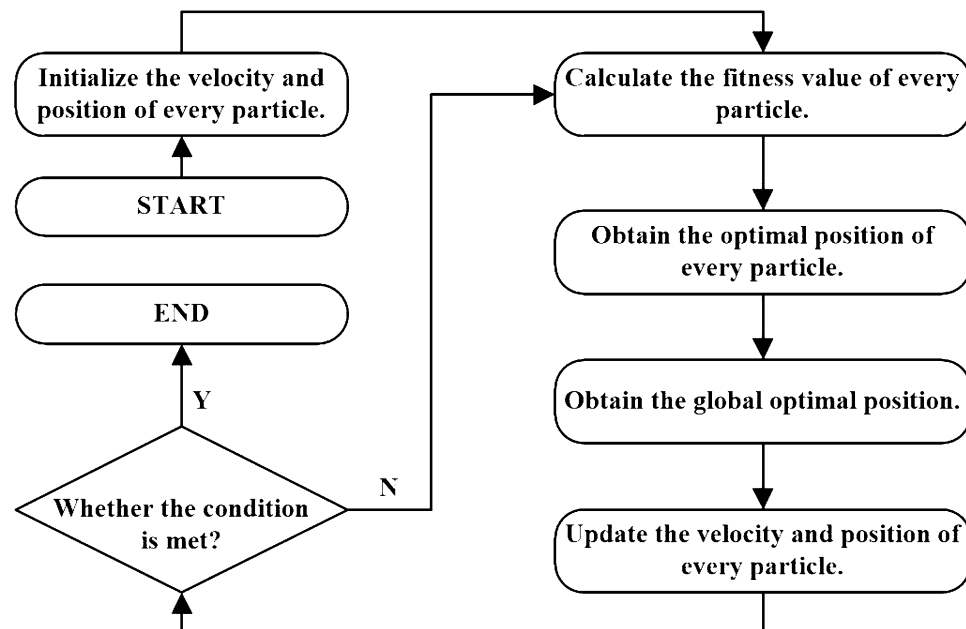 Initialize the velocity and
position of every particle.
START
END
Y
Whether the condition
is met?
N
Calculate the fitness value of every
particle.
Obtain the optimal position of
every particle.
Obtain the global optimal position.
Update the velocity and position of
every particle.